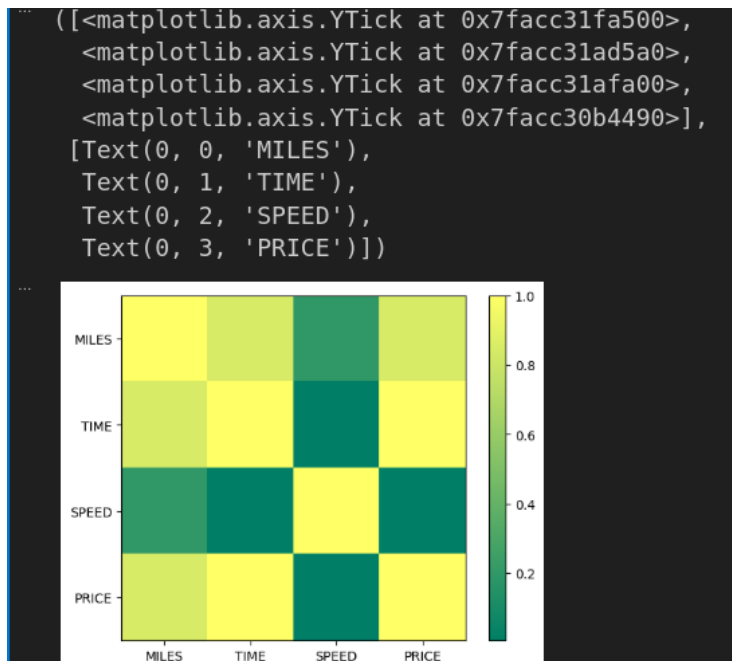 ...
([<matplotlib.axis.YTick at 0x7facc31fa500>,
<matplotlib.axis.YTick at 0x7facc31ad5a0>,
<matplotlib.axis.YTick at 0x7facc31afa00>,
<matplotlib.axis.YTick at 0x7facc30b4490>],
[Text(0, 0, 'MILES'),
Text(0, 1, 'TIME'),
Text(0, 2, 'SPEED'),
Text(0, 3, 'PRICE')])
...
MILES
TIME
SPEED
PRICE
MILES TIME SPEED PRICE
1.0
0.8
0.6
0.4
0.2